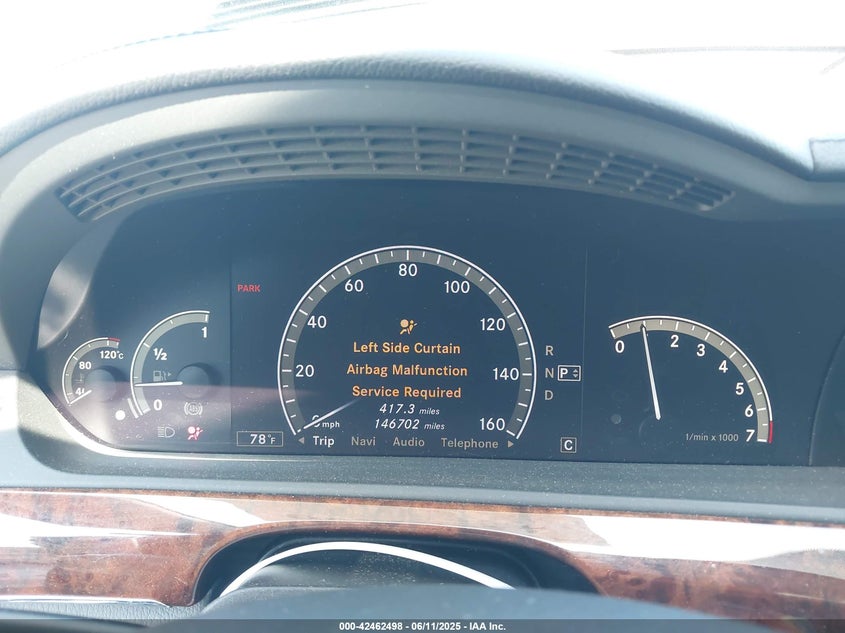 80
60
100
40
120
20
140
0 mph
160
PARK
Left Side Curtain
Airbag Malfunction
Service Required
417.3 miles
146702 miles
Trip Navi Audio Telephone
120°C
80
1
½
0
78°F
R
N P
D
C
0
2
3
4
5
6
7
1/min x 1000
000-42462498 - 06/11/2025 - IAA Inc.